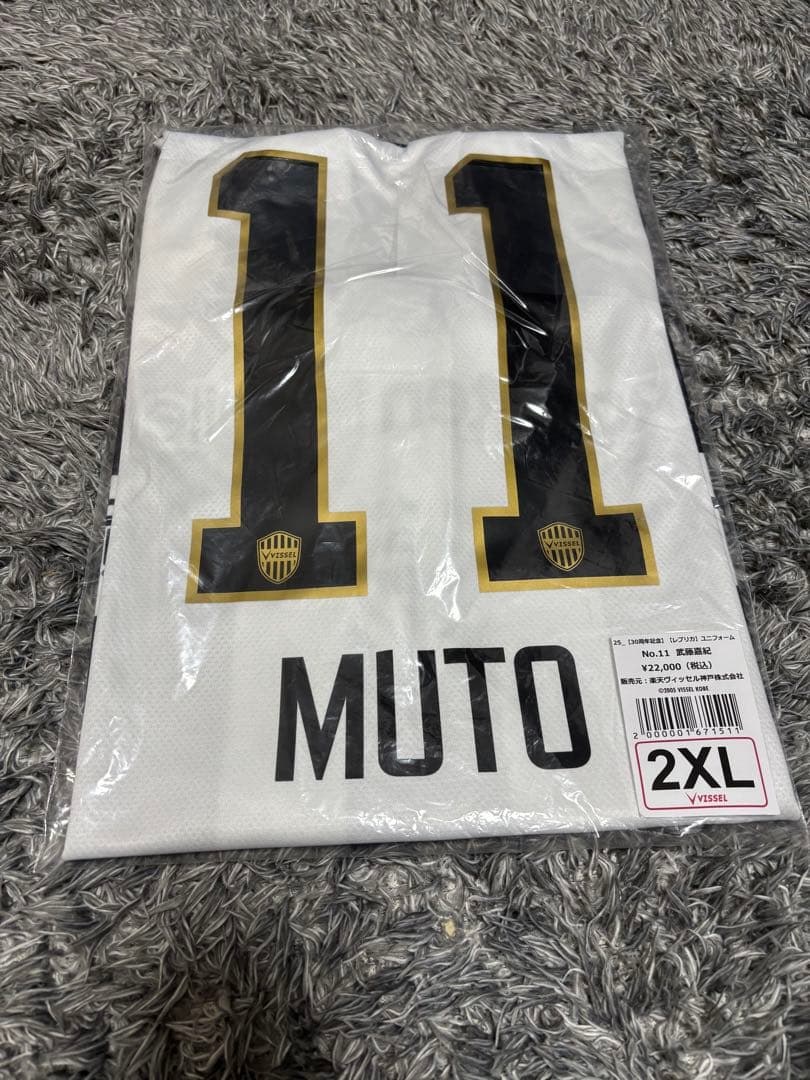 11
VISSEL
VISSEL
MUTO
25_【30周年記念】【レプリカ】ユニフォーム
No.11 武藤嘉紀
¥22,000（税込）
販売元：楽天ヴィッセル神戸株式会社
©2005 VISSEL KOBE
2000001671511
2XL
VISSEL